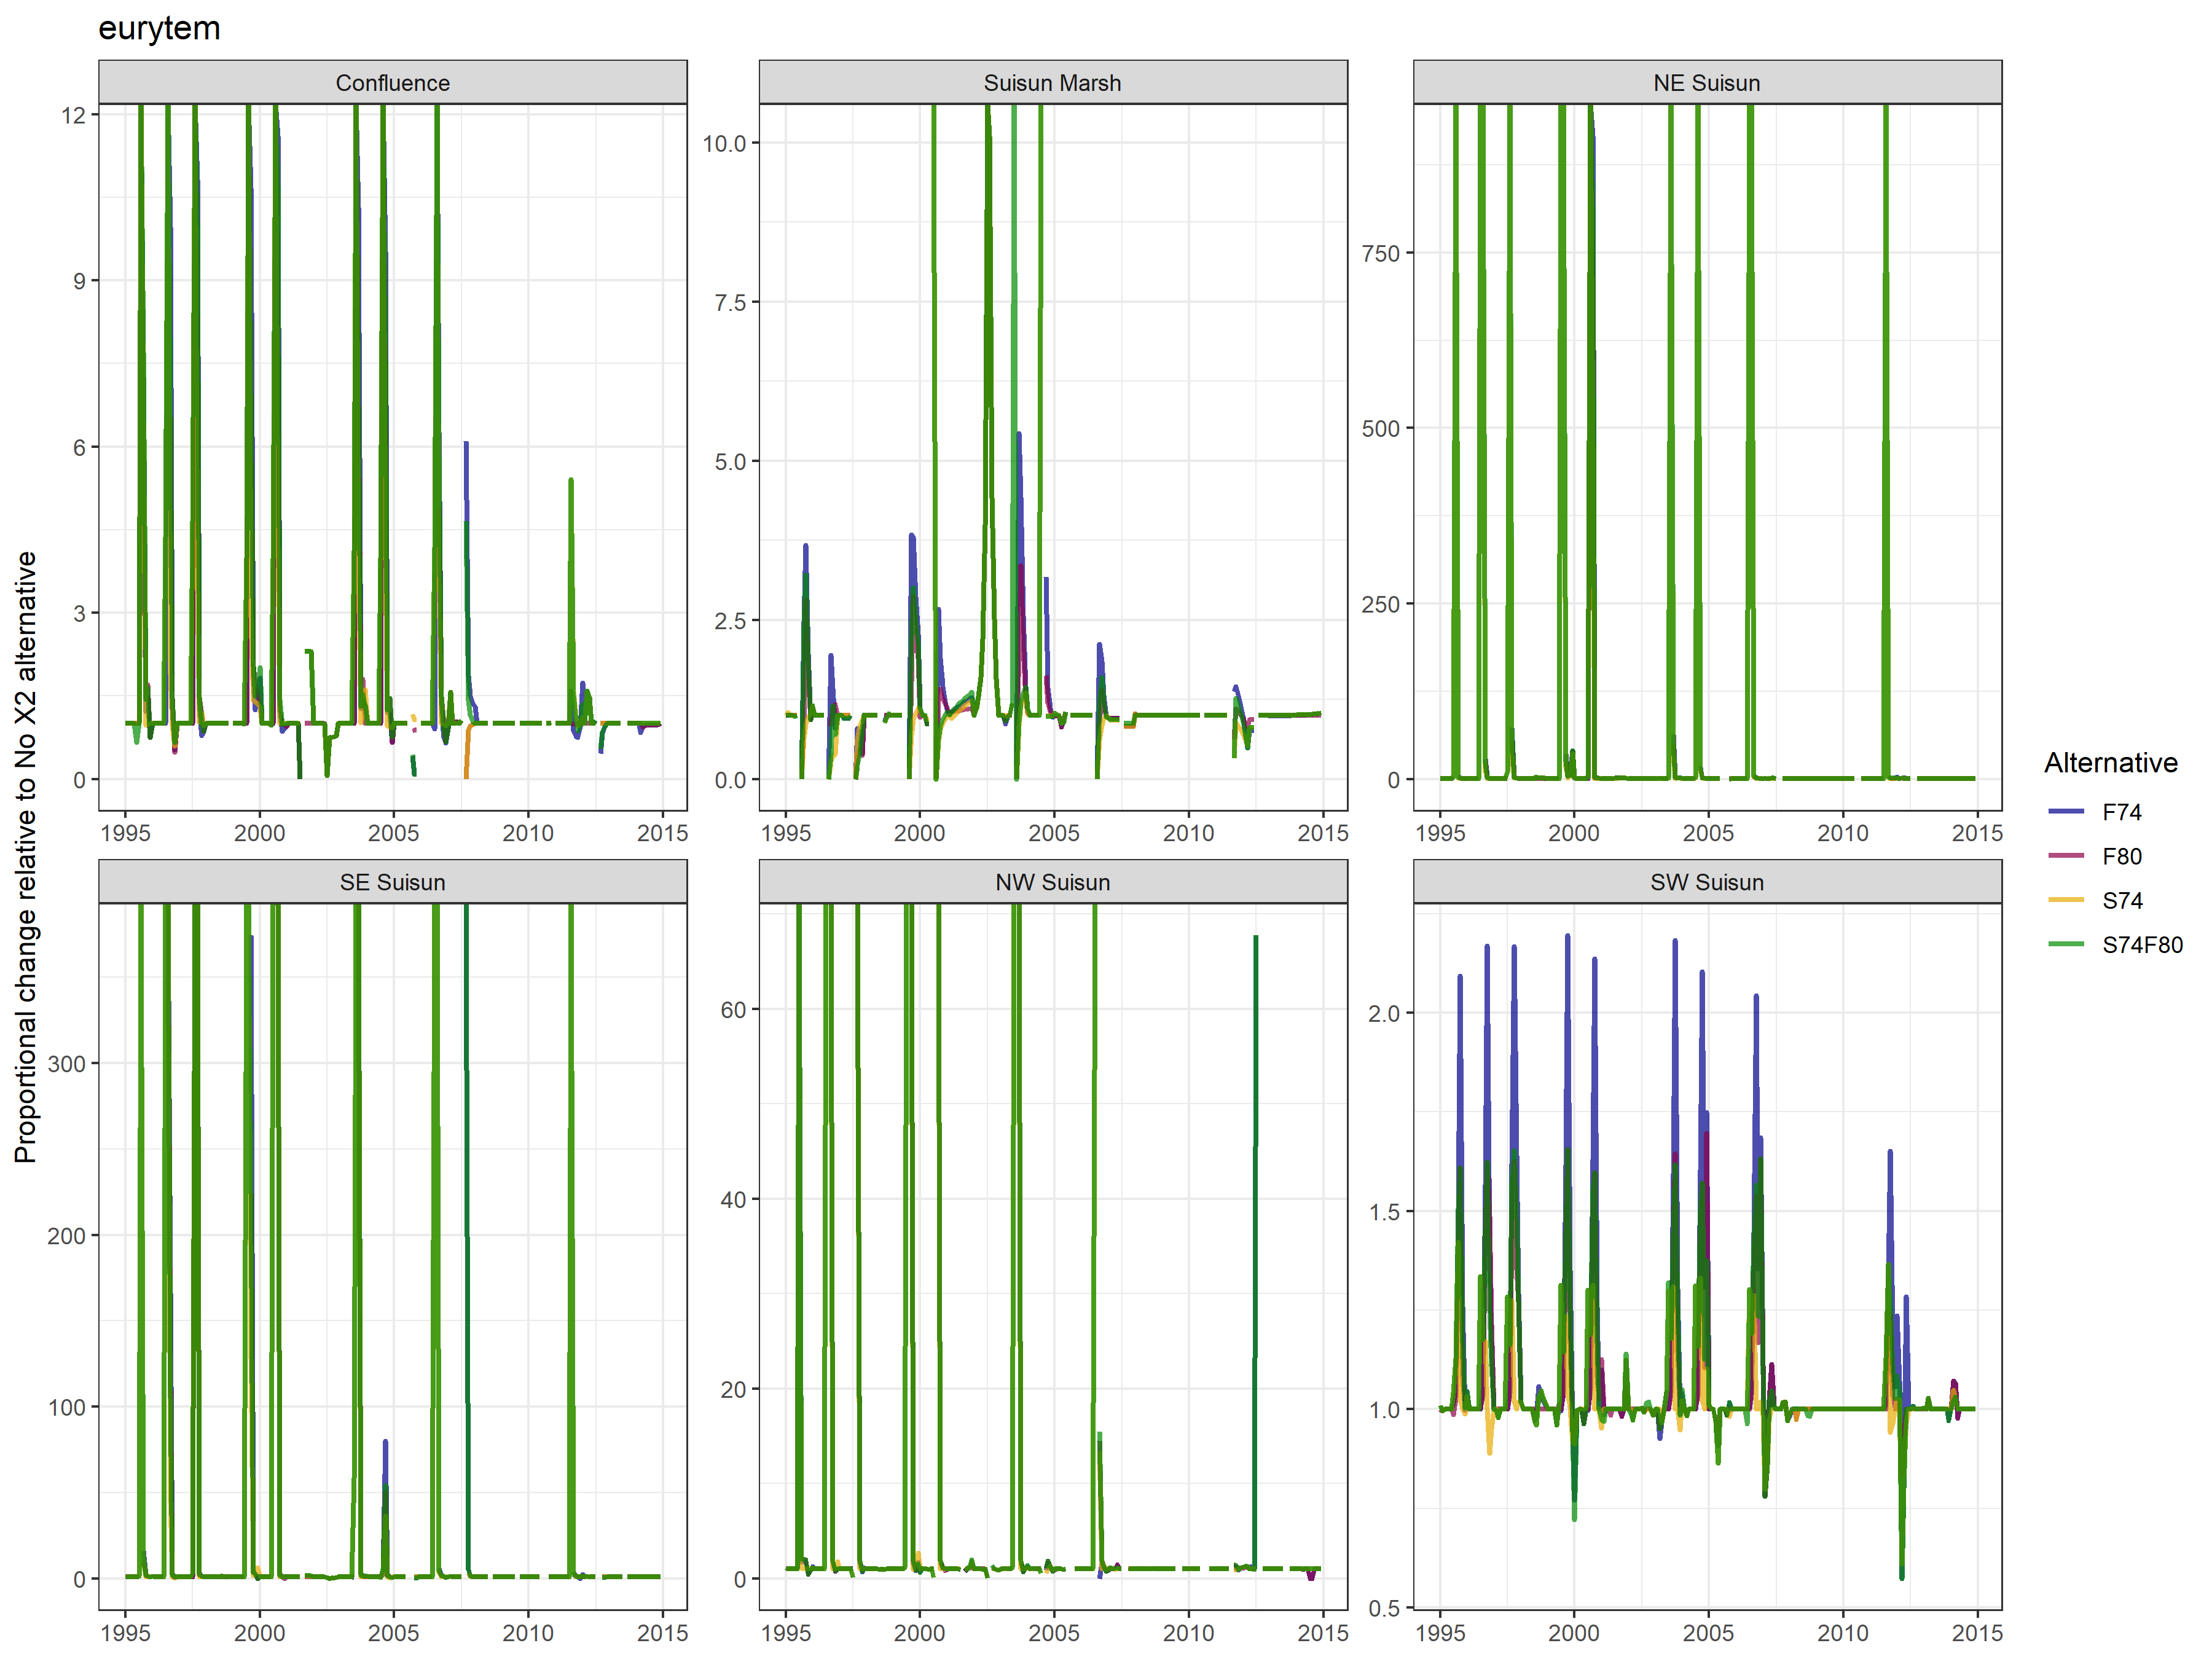 eurytem
Confluence
Suisun Marsh
NE Suisun
12
9
6
3
0
10.0
7.5
5.0
2.5
0.0
750
500
250
0
1995 2000 2005 2010 2015
1995 2000 2005 2010 2015
1995 2000 2005 2010 2015
SE Suisun
NW Suisun
SW Suisun
300
200
100
0
60
40
20
0
2.0
1.5
1.0
0.5
1995 2000 2005 2010 2015
1995 2000 2005 2010 2015
1995 2000 2005 2010 2015
Proportional change relative to No X2 alternative
Alternative
F74
F80
S74
S74F80